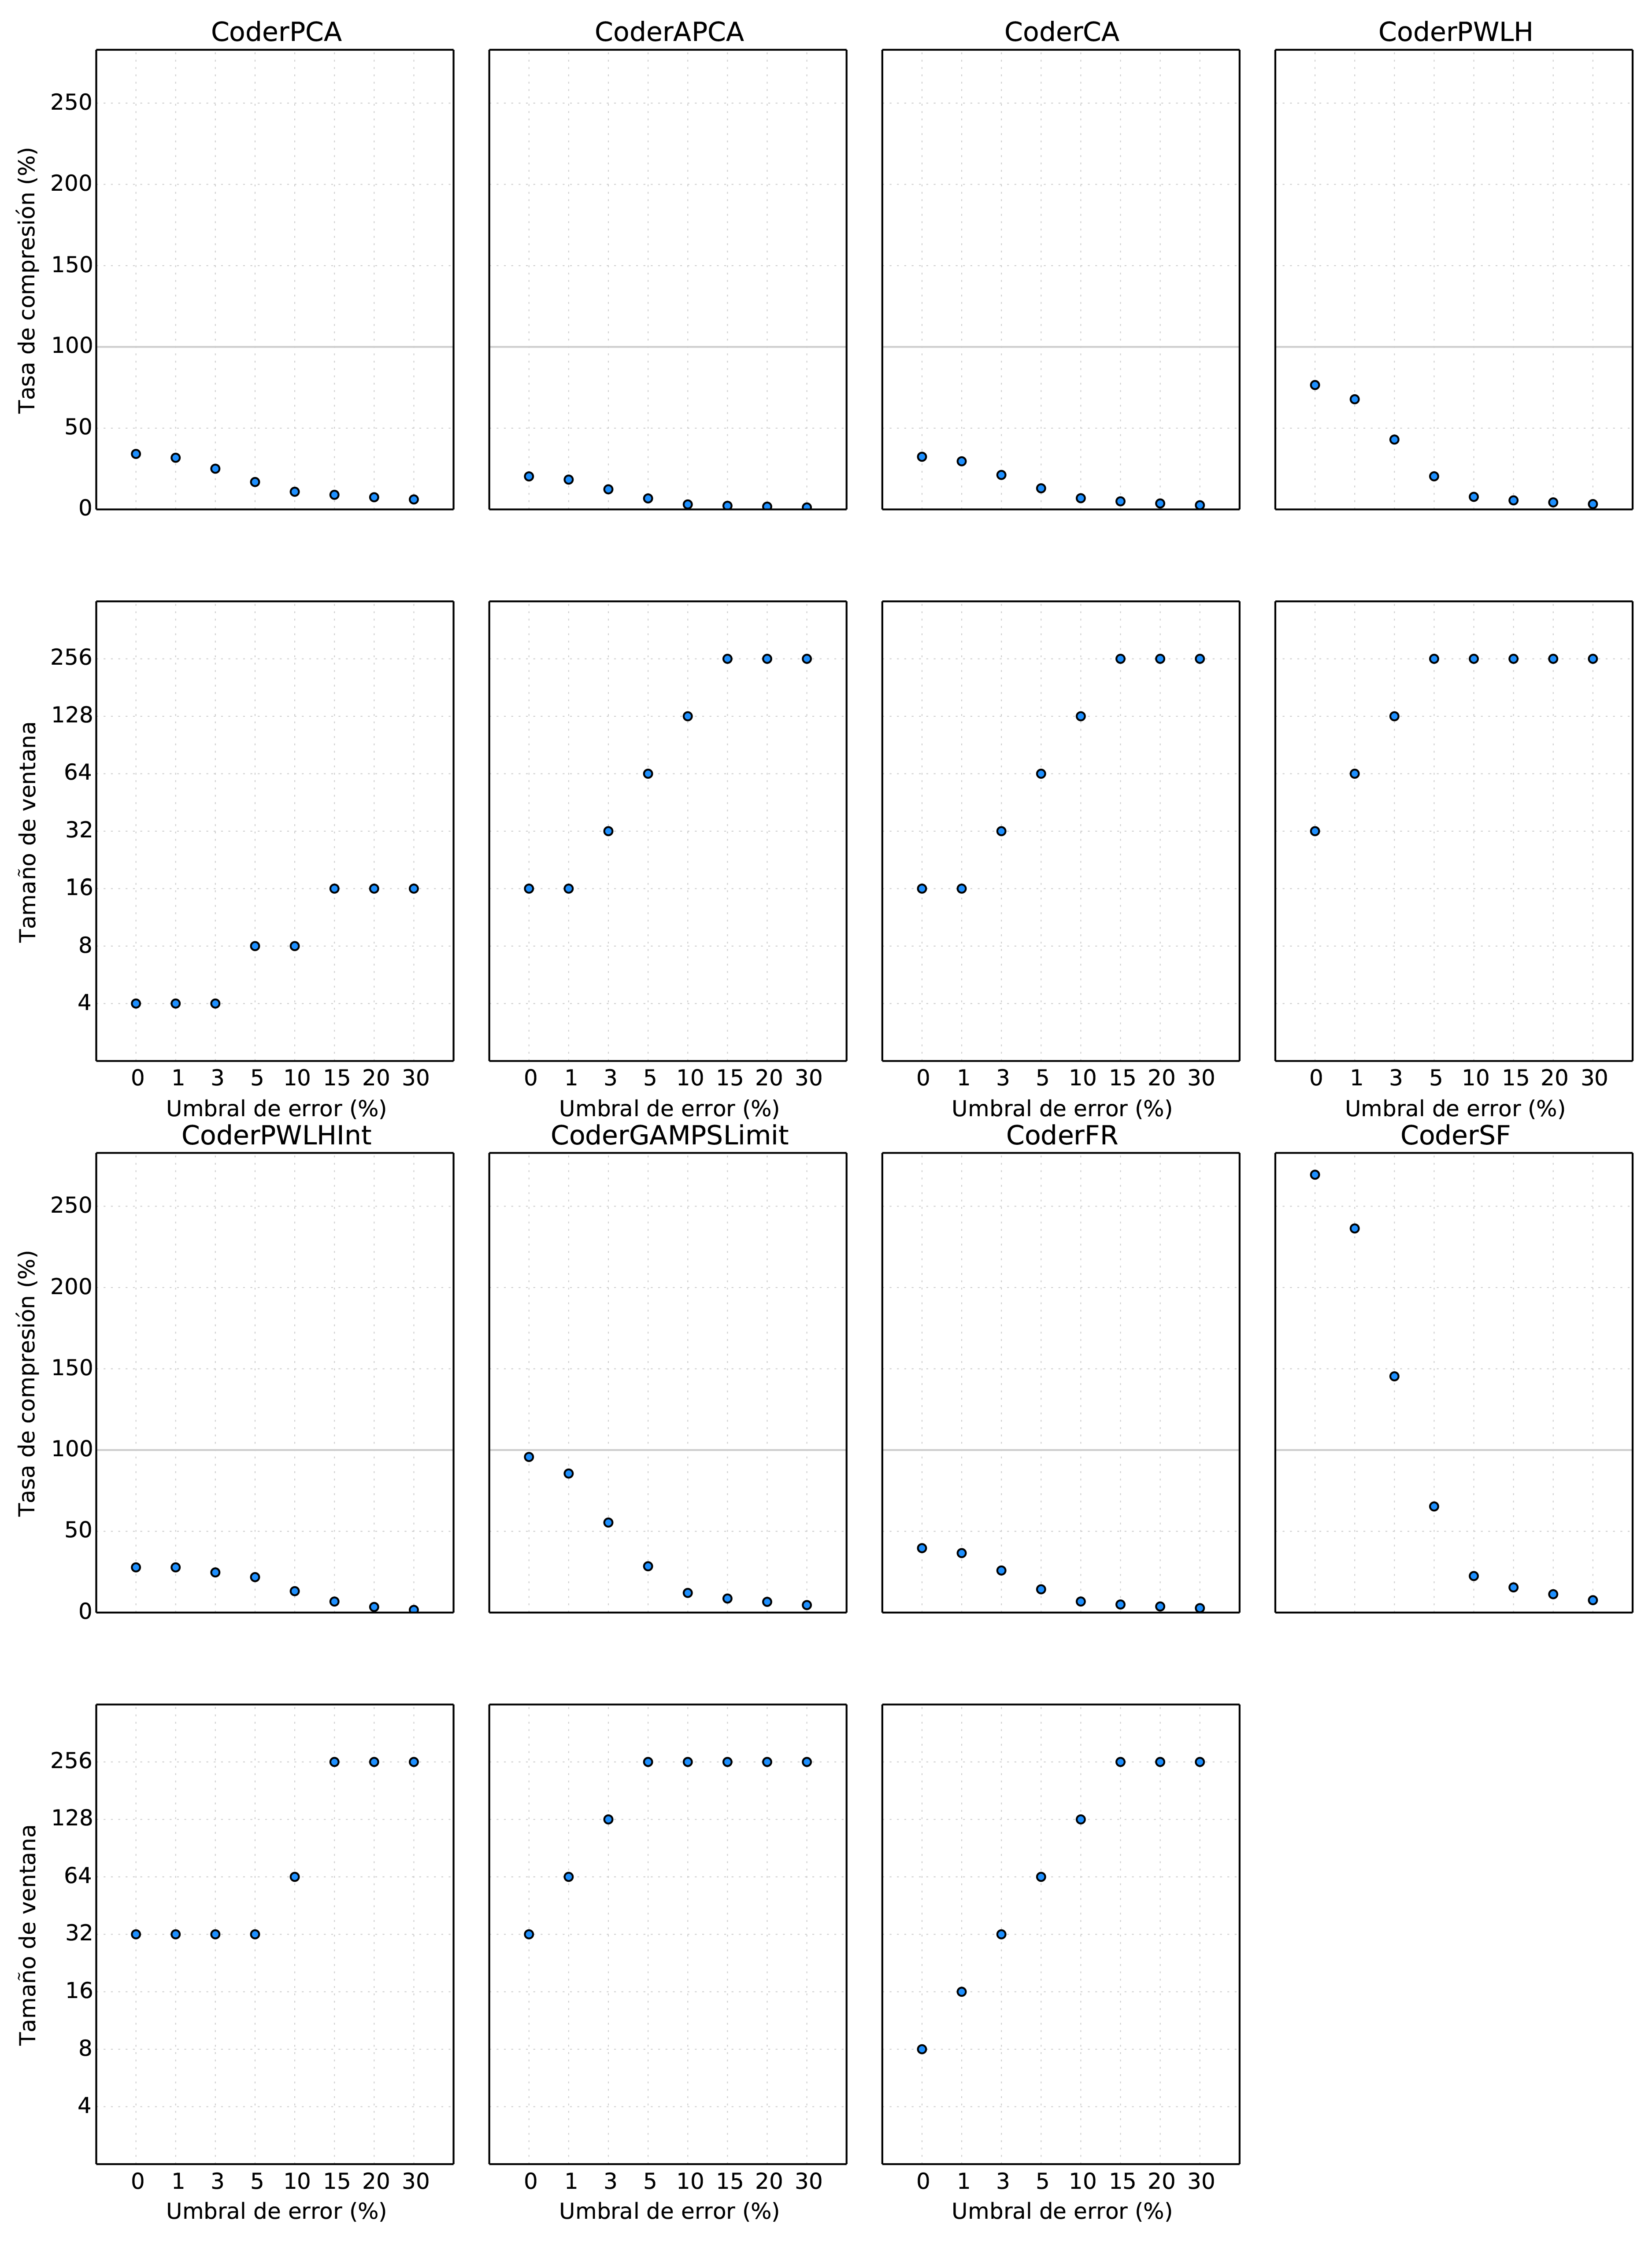 CoderPCA CoderAPCA CoderCA CoderPWLH
Tasa de compresión (%)
250
200
150
100
50
0
Tamaño de ventana
256
128
64
32
16
8
4
0 1 3 5 10 15 20 30 0 1 3 5 10 15 20 30 0 1 3 5 10 15 20 30 0 1 3 5 10 15 20 30
Umbral de error (%) Umbral de error (%) Umbral de error (%) Umbral de error (%)
CoderPWLHInt CoderGAMPSLimit CoderFR CoderSF
Tasa de compresión (%)
250
200
150
100
50
0
Tamaño de ventana
256
128
64
32
16
8
4
0 1 3 5 10 15 20 30 0 1 3 5 10 15 20 30 0 1 3 5 10 15 20 30
Umbral de error (%) Umbral de error (%) Umbral de error (%)